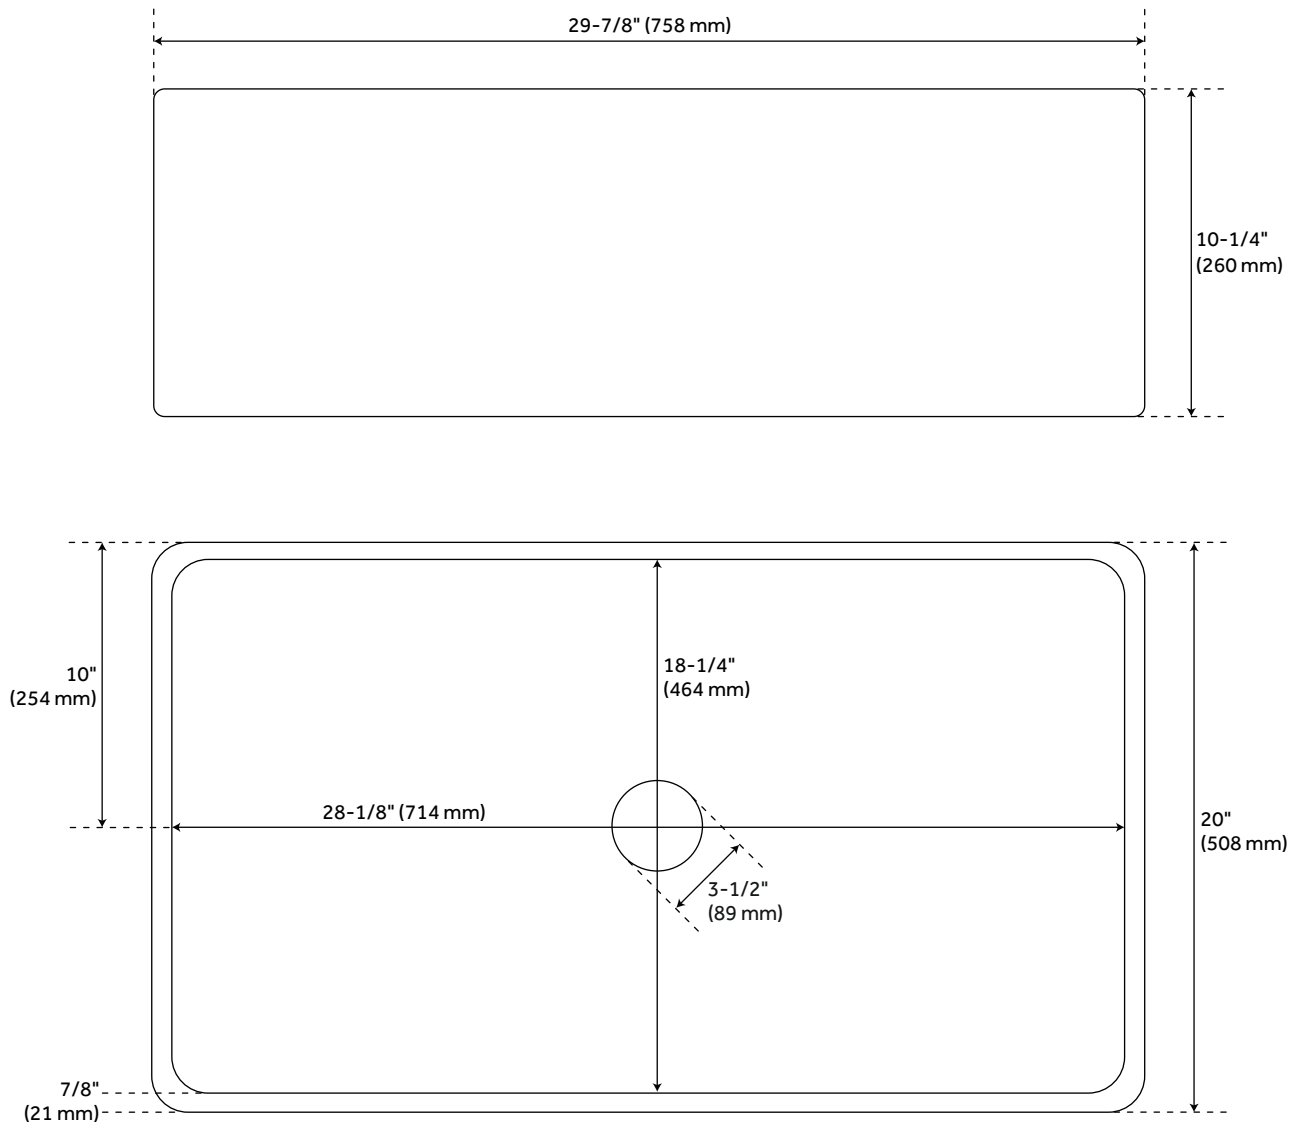 29-7/8" (758 mm)
10-1/4"
(260 mm)
10"
(254 mm)
18-1/4"
(464 mm)
28-1/8" (714 mm)
20"
(508 mm)
3-1/2"
(89 mm)
7/8"
(21 mm)